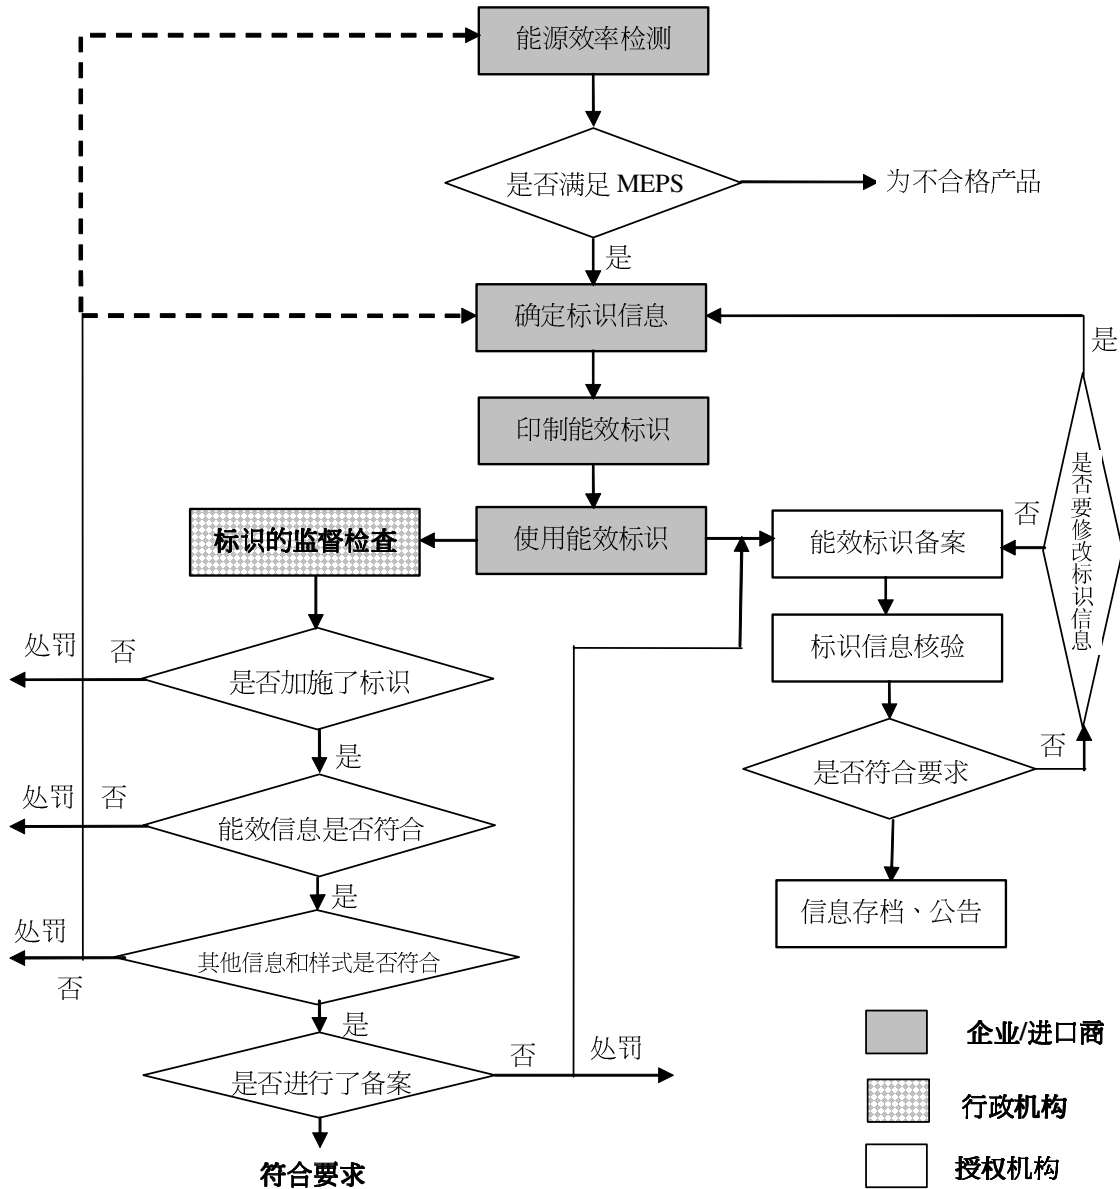 能源效率检测
是否满足 MEPS
为不合格产品
是
确定标识信息
是
印制能效标识
是否要修改标识信息
否
标识的监督检查
使用能效标识
能效标识备案
处罚
否
是否加施了标识
标识信息核验
是
否
是否符合要求
处罚
否
能效信息是否符合
是
信息存档、公告
处罚
否
其他信息和样式是否符合
是
企业/进口商
否
处罚
是否进行了备案
行政机构
符合要求
授权机构